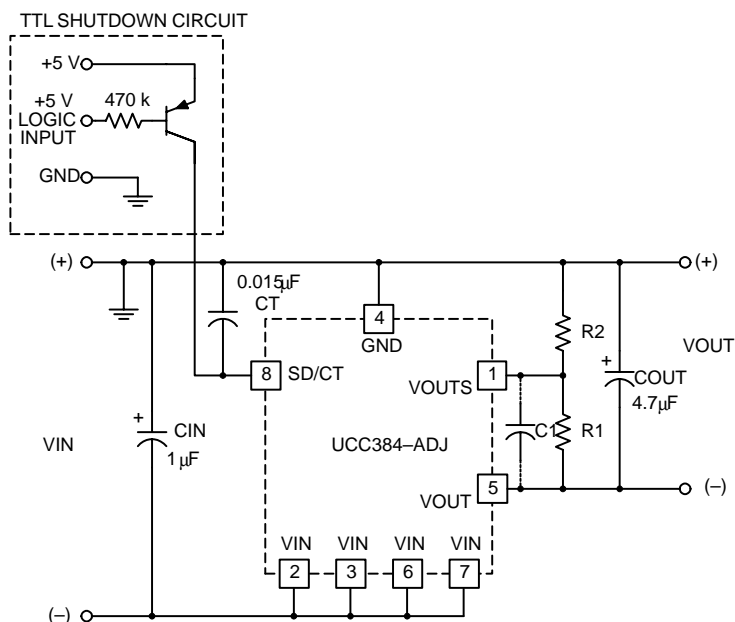 TTL SHUTDOWN CIRCUIT
+5 V
+5 V
LOGIC
INPUT
470 k
GND
(+)
(+)
0.015µF
CT
4
GND
R2
VOUT
8
SD/CT
1
VOUTS
+
COUT
4.7µF
+
CIN
1 µF
VIN
UCC384–ADJ
C1
R1
5
VOUT
(–)
VIN
VIN
VIN
VIN
2
3
6
7
(–)